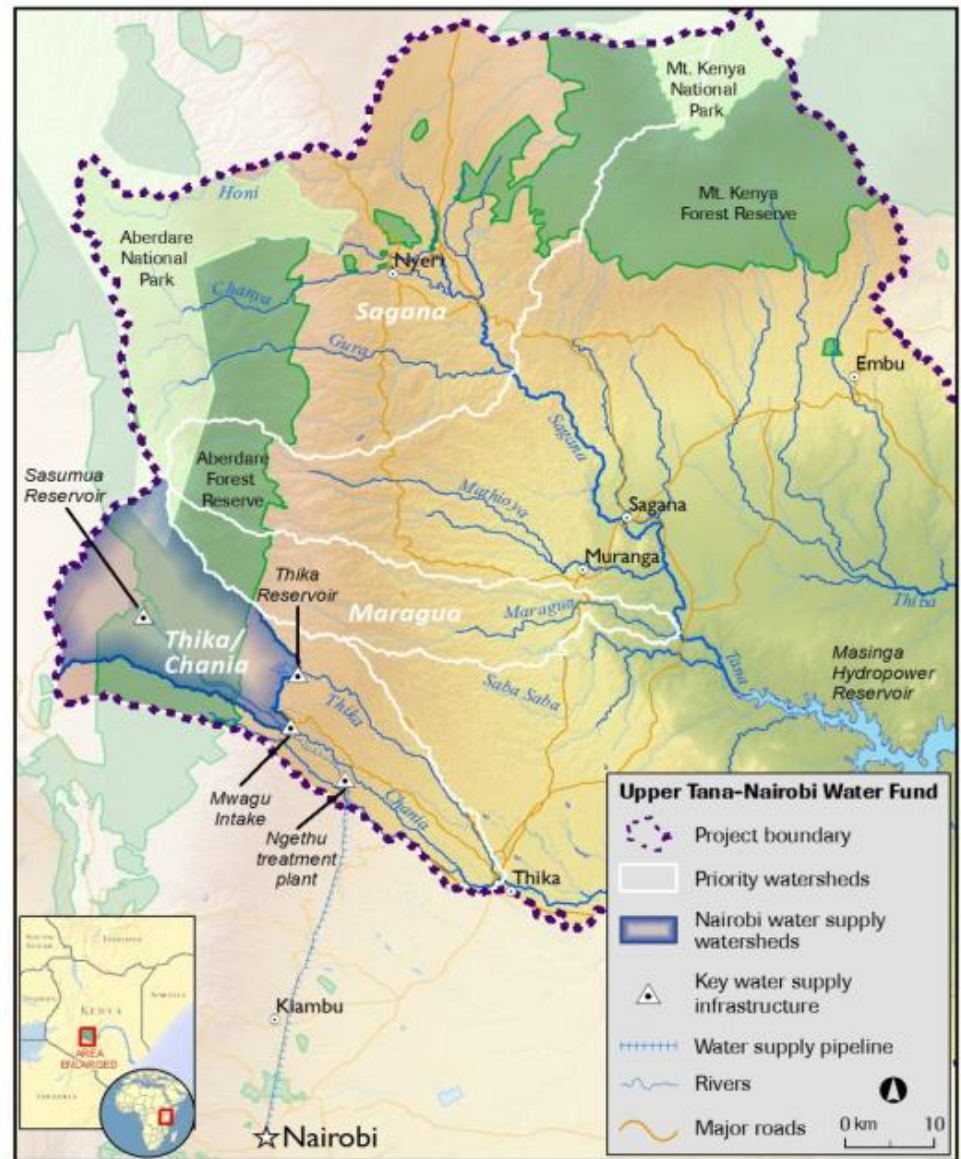 Mt. Kenya
National
Park
Honi
Mt. Kenya
Forest Reserve
Aberdare
National
Park
Nyeri
Chanya
Sagana
Gura
Embu
Sagana
Aberdare
Forest
Reserve
Sasumua
Reservoir
Mathioya
Sagana
Muranga
Thika
Reservoir
Maragua
Maragua
Thiba
Thika/
Chania
Masinga
Hydropower
Reservoir
Tana
Saba Saba
Thika
Mwagu
Intake
Chania
Ngethu
treatment
plant
Thika
Upper Tana-Nairobi Water Fund
Project boundary
Priority watersheds
Nairobi water supply
watersheds
Key water supply
infrastructure
Water supply pipeline
Rivers
Major roads
0 km 10
Kiambu
Nairobi
KENYA
AREA
ENLARGED